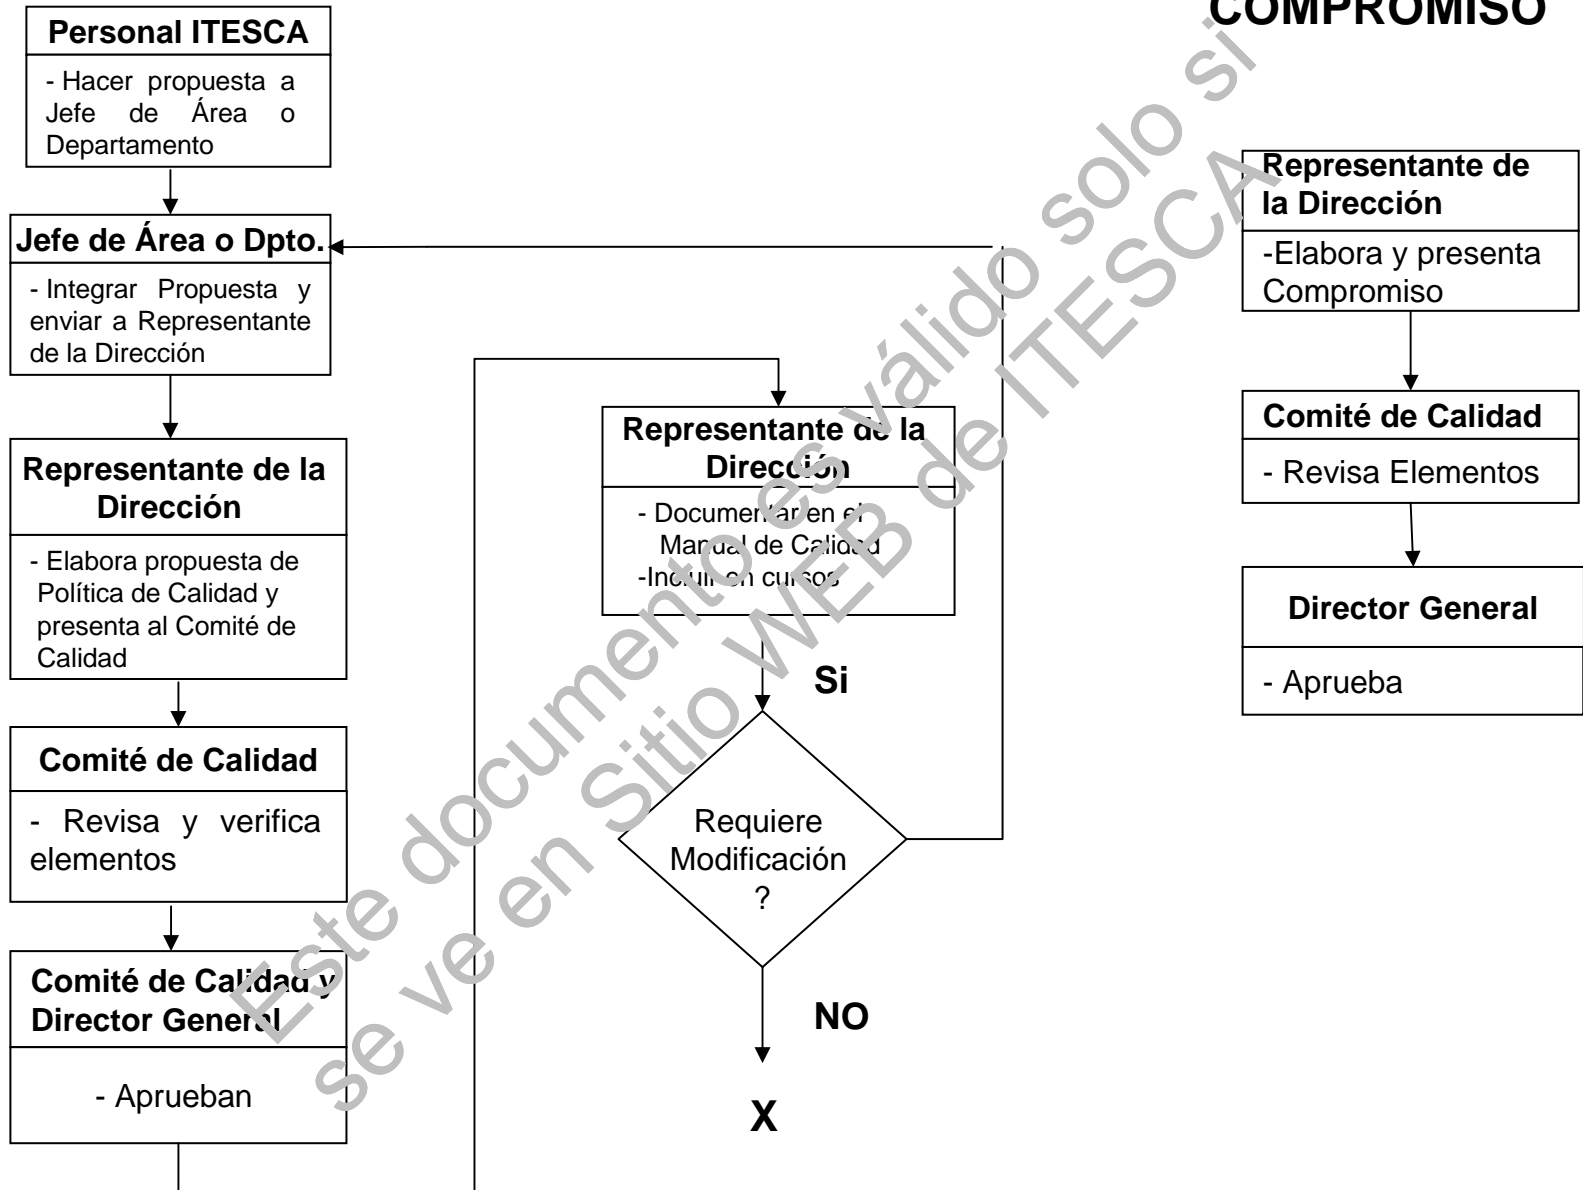 COMPROMISO
Personal ITESCA
- Hacer propuesta a
Jefe de Área o
Departamento
Jefe de Área o Dpto.
- Integrar Propuesta y
enviar a Representante
de la Dirección
Representante de la
Dirección
- Elabora propuesta de
Política de Calidad y
presenta al Comité de
Calidad
Comité de Calidad
- Revisa y verifica
elementos
Comité de Calidad y
Director General
- Aprueban
Representante de la
Dirección
- Documentar en el
Manual de Calidad
-Incluir en cursos
Si
Requiere
Modificación
?
NO
X
Representante de
la Dirección
-Elabora y presenta
Compromiso
Comité de Calidad
- Revisa Elementos
Director General
- Aprueba
Este documento es válido solo si
se ve en Sitio WEB de ITESCA